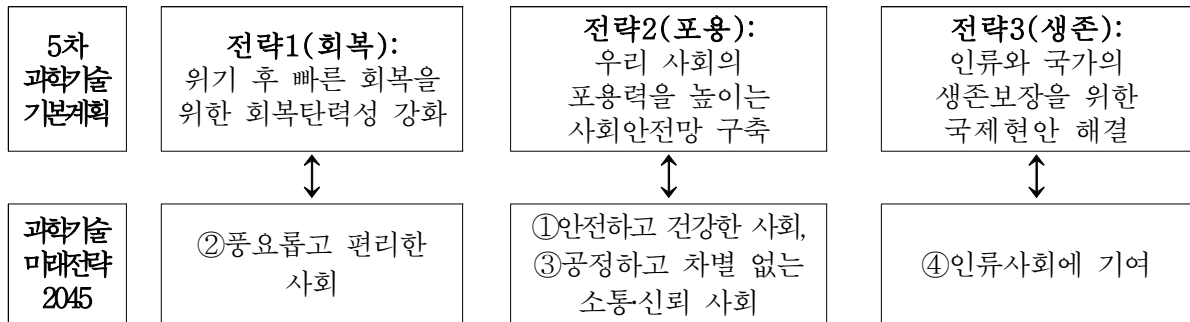 5차
과학기술
기본계획
전략1(회복):
위기 후 빠른 회복을
위한 회복탄력성 강화
전략2(포용):
우리 사회의
포용력을 높이는
사회안전망 구축
전략3(생존):
인류와 국가의
생존보장을 위한
국제현안 해결
과학기술
미래전략
2045
②풍요롭고 편리한
사회
①안전하고 건강한 사회,
③공정하고 차별 없는
소통·신뢰 사회
④인류사회에 기여